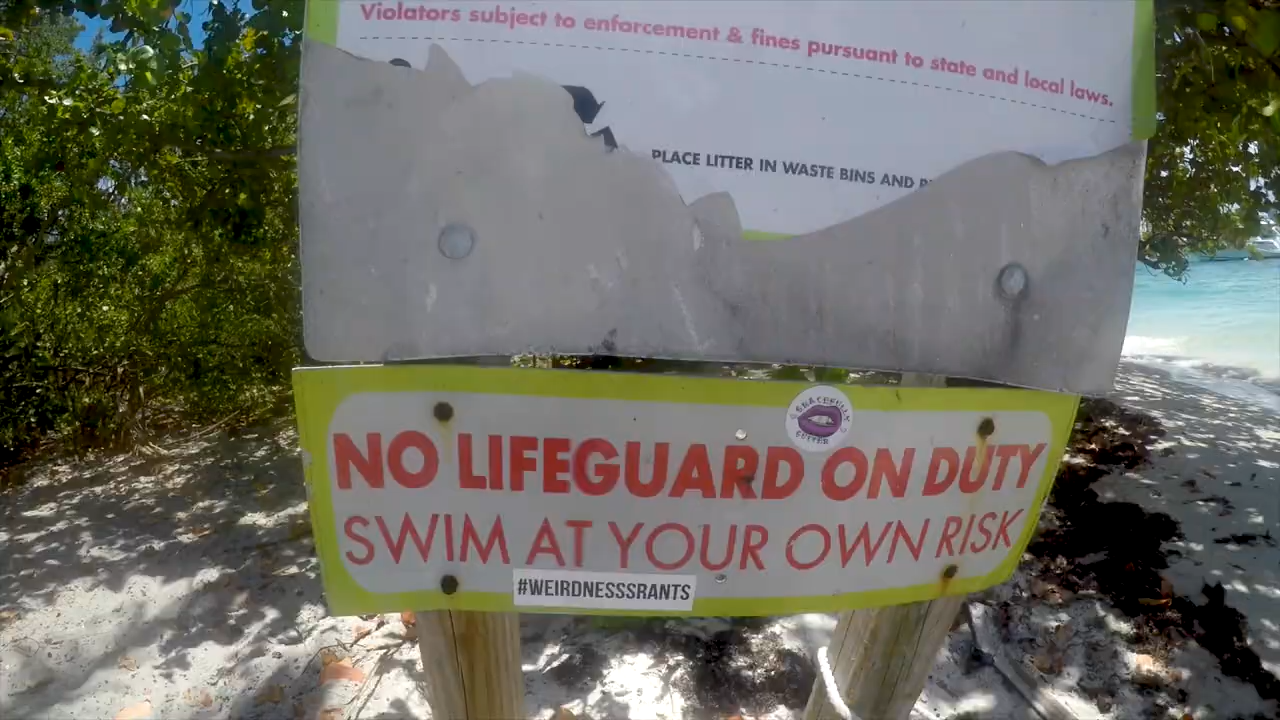 Violators subject to enforcement & fines pursuant to state and local laws.
PLACE LITTER IN WASTE BINS AND
GRACEFULLY
NO LIFEGUARD ON DUTY
SWIM AT YOUR OWN RISK
#WEIRDNESSSRANTS